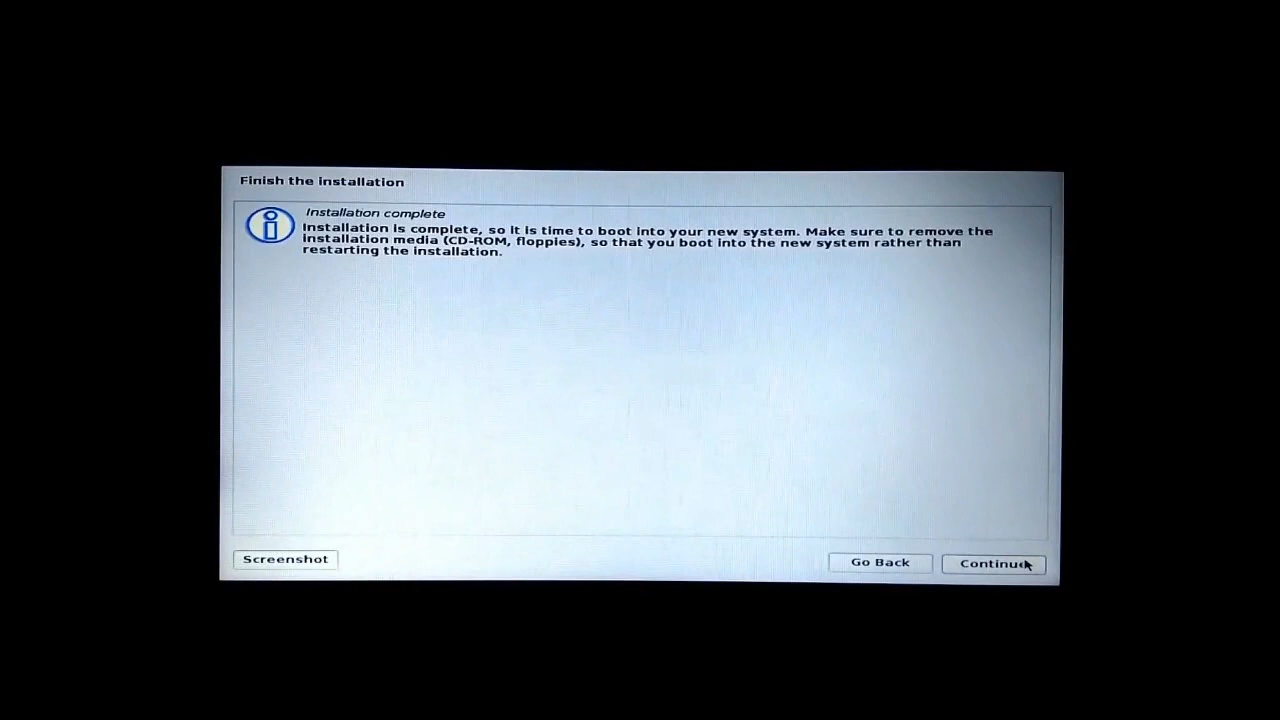 Finish the installation
Installation complete
Installation is complete, so it is time to boot into your new system. Make sure to remove the
installation media (CD-ROM, floppies), so that you boot into the new system rather than
restarting the installation.
Screenshot
Go Back
Continue